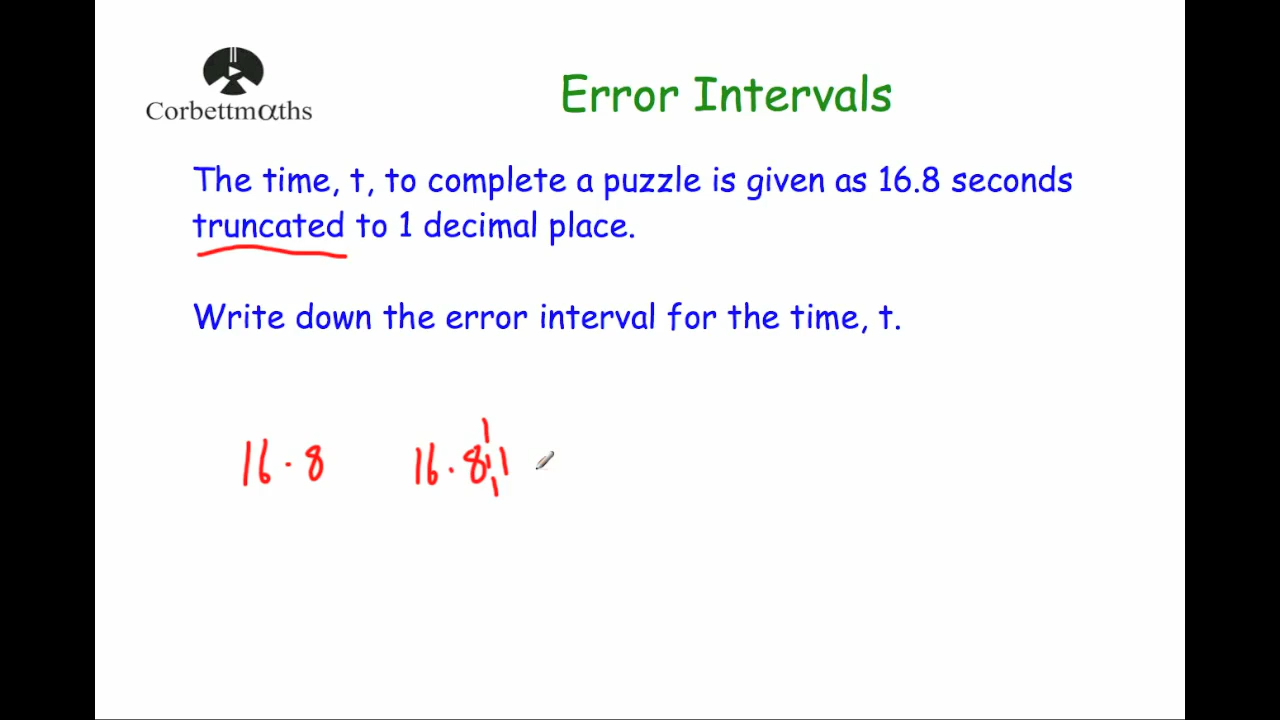 Corbettmαths
Error Intervals
The time, t, to complete a puzzle is given as 16.8 seconds
truncated to 1 decimal place.
Write down the error interval for the time, t.
16.8 16.81